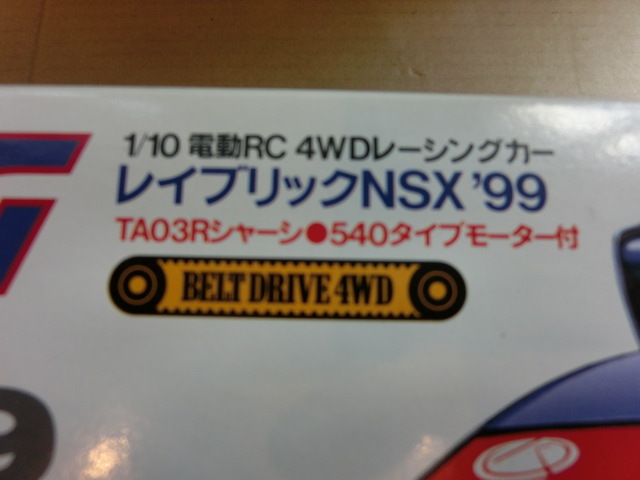 1/10 電動RC 4WDレーシングカー
レイブリックNSX '99
TA03Rシャーシ●540タイプモーター付
BELT DRIVE 4WD
9